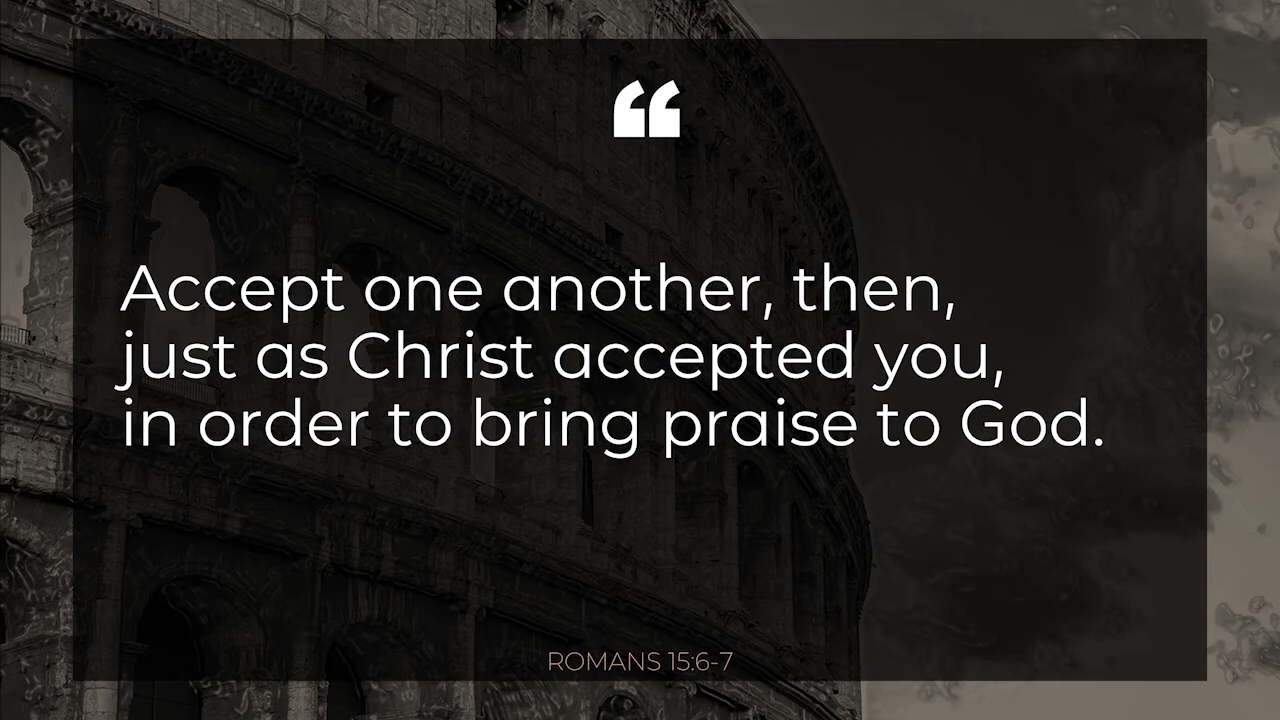 “
Accept one another, then,
just as Christ accepted you,
in order to bring praise to God.
ROMANS 15:6-7